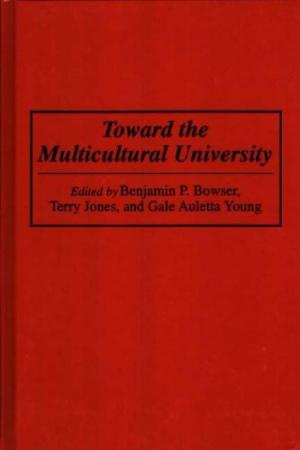 Toward the
Multicultural University
Edited by Benjamin P. Bowser,
Terry Jones, and Gale Auletta Young